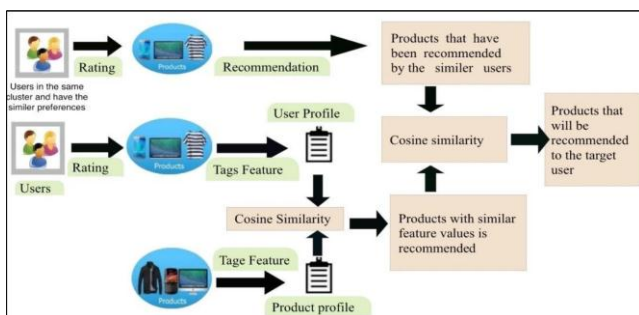 Rating
Products
Recommendation
Products that have
been recommended
by the similer users
Users in the same
cluster and have the
similer preferences
User Profile
Rating
Products
Tags Feature
Users
Cosine similarity
Products that
will be
recommended
to the target
user
Cosine Similarity
Products with similar
feature values is
recommended
Tage Feature
Products
Product profile